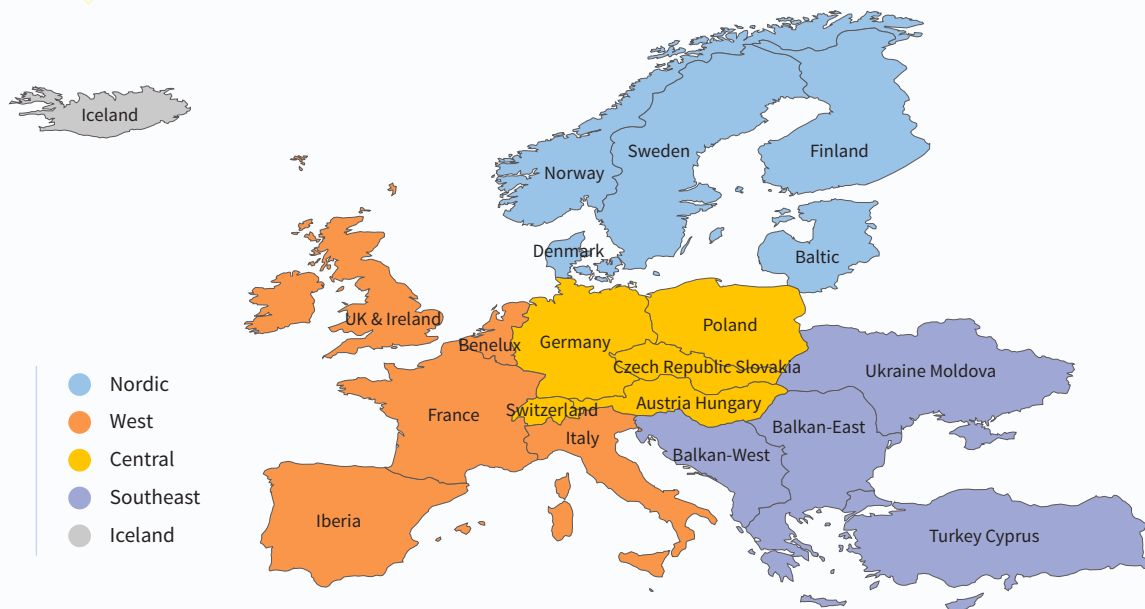 Iceland
Norway
Sweden
Finland
Denmark
Baltic
UK & Ireland
Benelux
Germany
Poland
Czech Republic Slovakia
Ukraine Moldova
Austria Hungary
Switzerland
France
Italy
Balkan-East
Balkan-West
Iberia
Turkey Cyprus
Nordic
West
Central
Southeast
Iceland